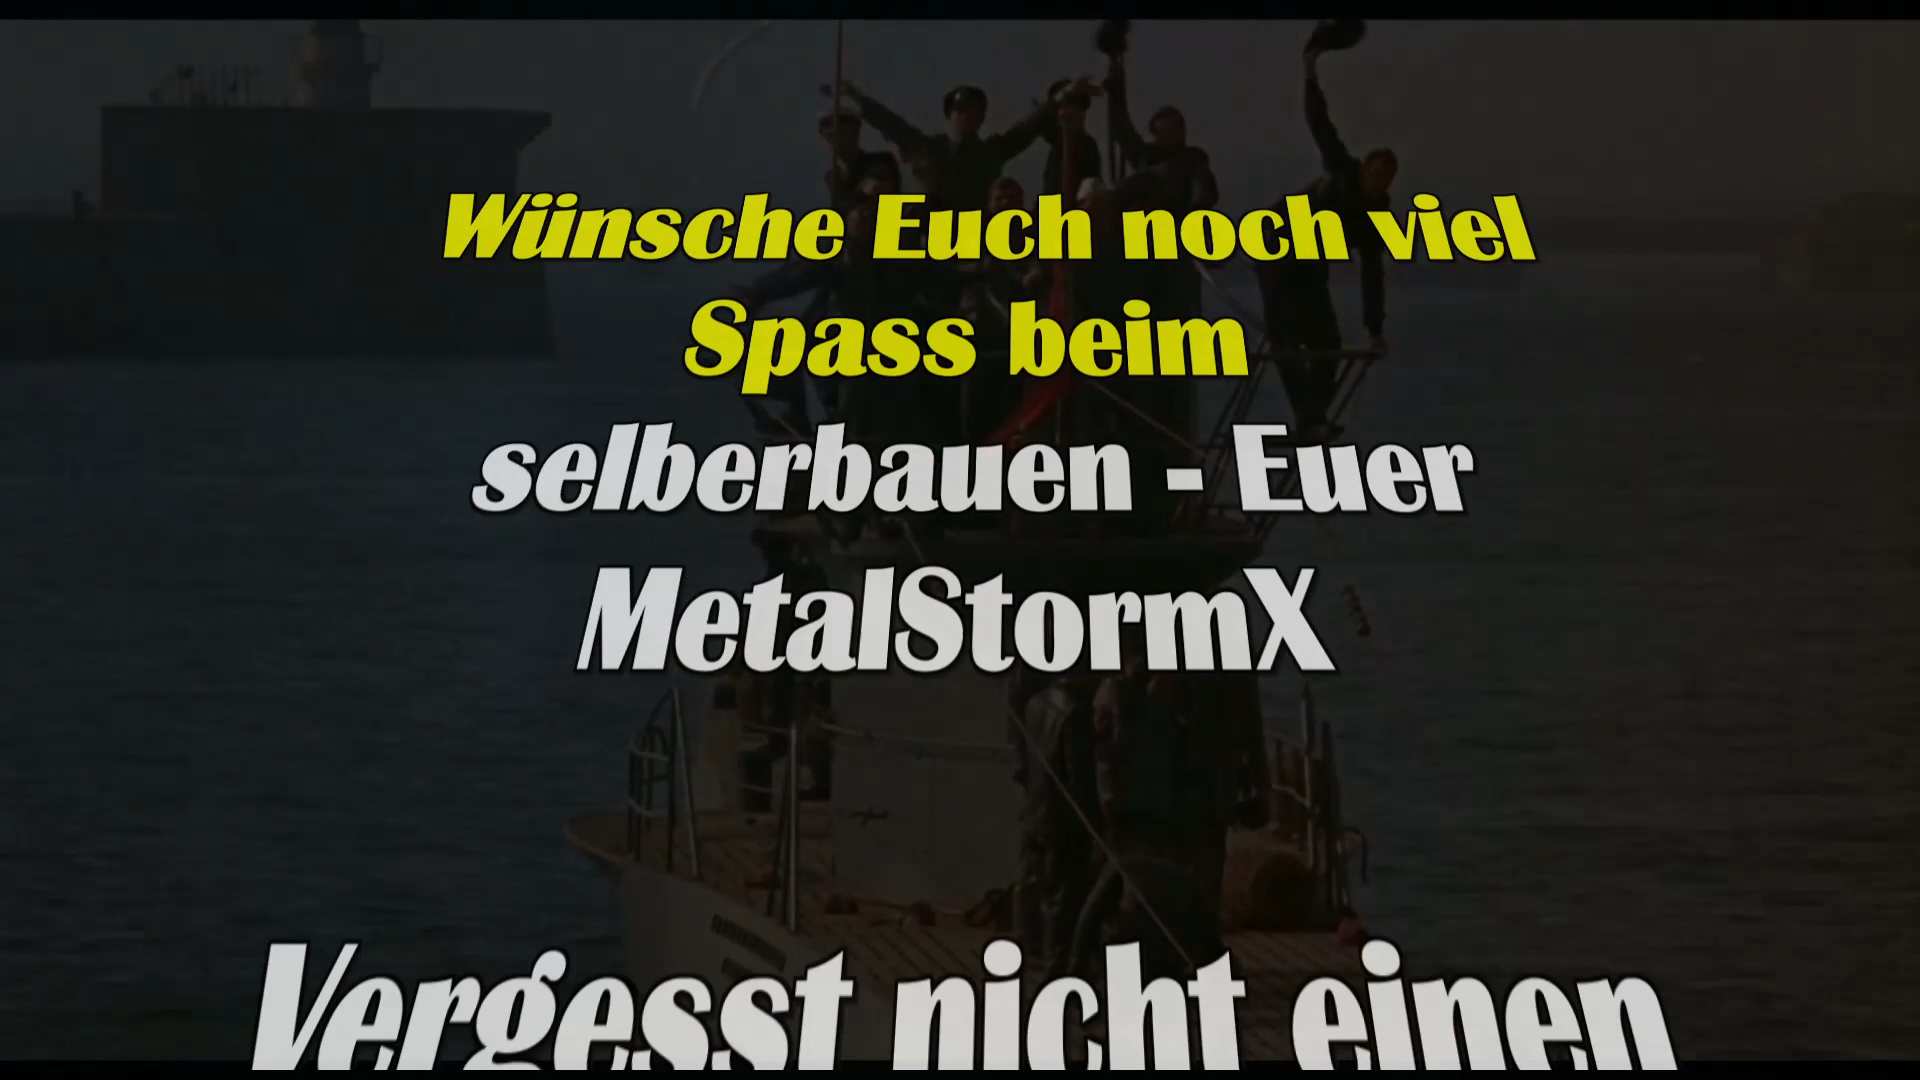 Wünsche Euch noch viel
Spass beim
selberbauen - Euer
MetalStormX
Vergesst nicht einen